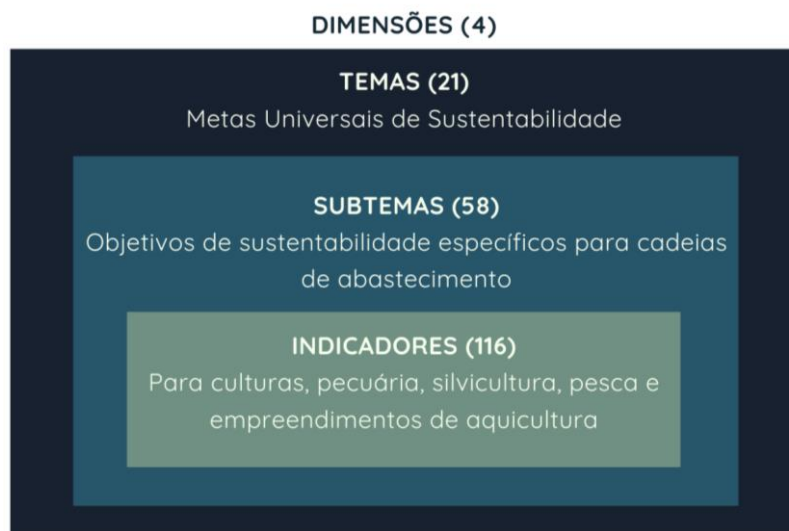 DIMENSÕES (4)
TEMAS (21)
Metas Universais de Sustentabilidade
SUBTEMAS (58)
Objetivos de sustentabilidade específicos para cadeias
de abastecimento
INDICADORES (116)
Para culturas, pecuária, silvicultura, pesca e
empreendimentos de aquicultura